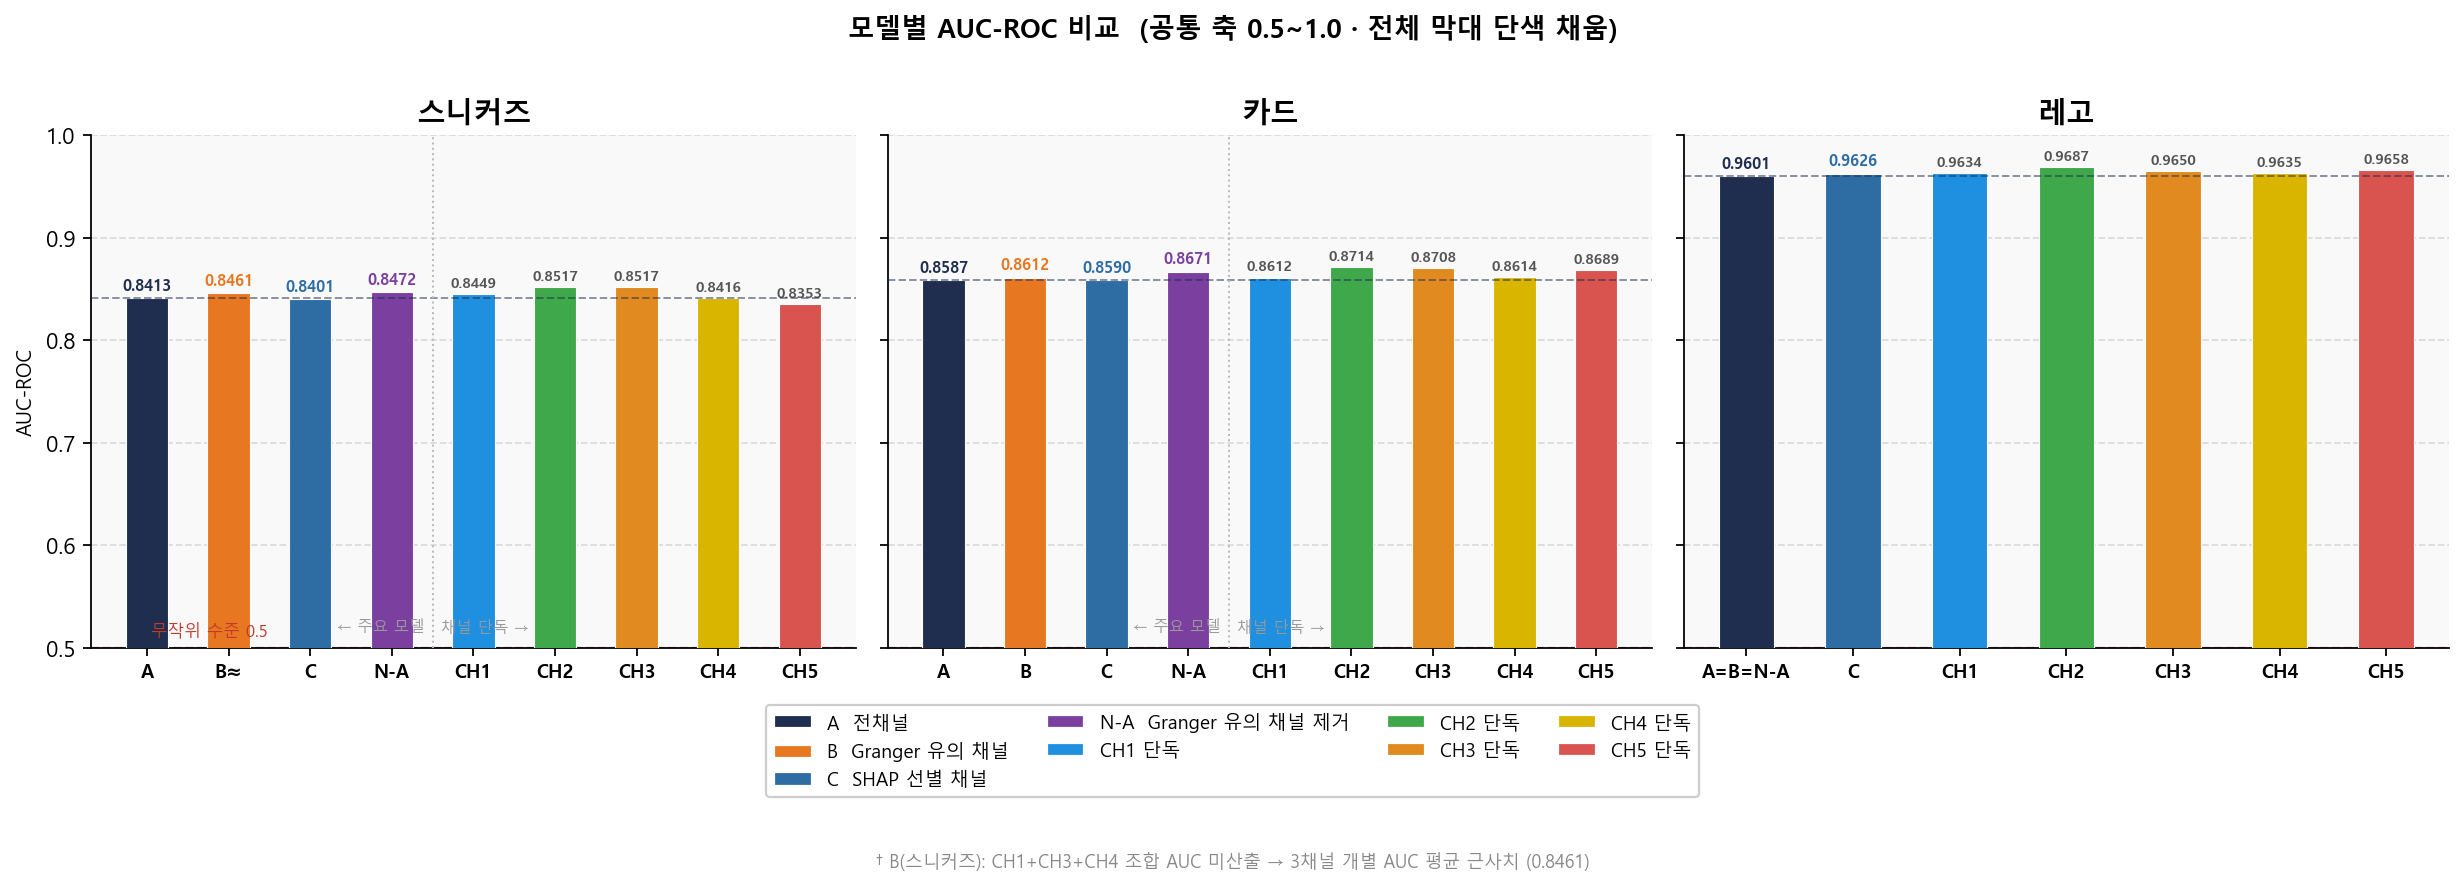 모델별 AUC-ROC 비교 (공통 축 0.5~1.0 · 전체 막대 단색 채움)
스니커즈
카드
레고
AUC-ROC
1.0
0.9
0.8
0.7
0.6
0.5
0.8413
0.8461
0.8401
0.8472
0.8449
0.8517
0.8517
0.8416
0.8353
무작위 수준 0.5
← 주요 모델
채널 단독 →
A
B≈
C
N-A
CH1
CH2
CH3
CH4
CH5
0.8587
0.8612
0.8590
0.8671
0.8612
0.8714
0.8708
0.8614
0.8689
← 주요 모델
채널 단독 →
A
B
C
N-A
CH1
CH2
CH3
CH4
CH5
0.9601
0.9626
0.9634
0.9687
0.9650
0.9635
0.9658
A=B=N-A
C
CH1
CH2
CH3
CH4
CH5
A 전채널
B Granger 유의 채널
C SHAP 선별 채널
N-A Granger 유의 채널 제거
CH1 단독
CH2 단독
CH3 단독
CH4 단독
CH5 단독
† B(스니커즈): CH1+CH3+CH4 조합 AUC 미산출 → 3채널 개별 AUC 평균 근사치 (0.8461)